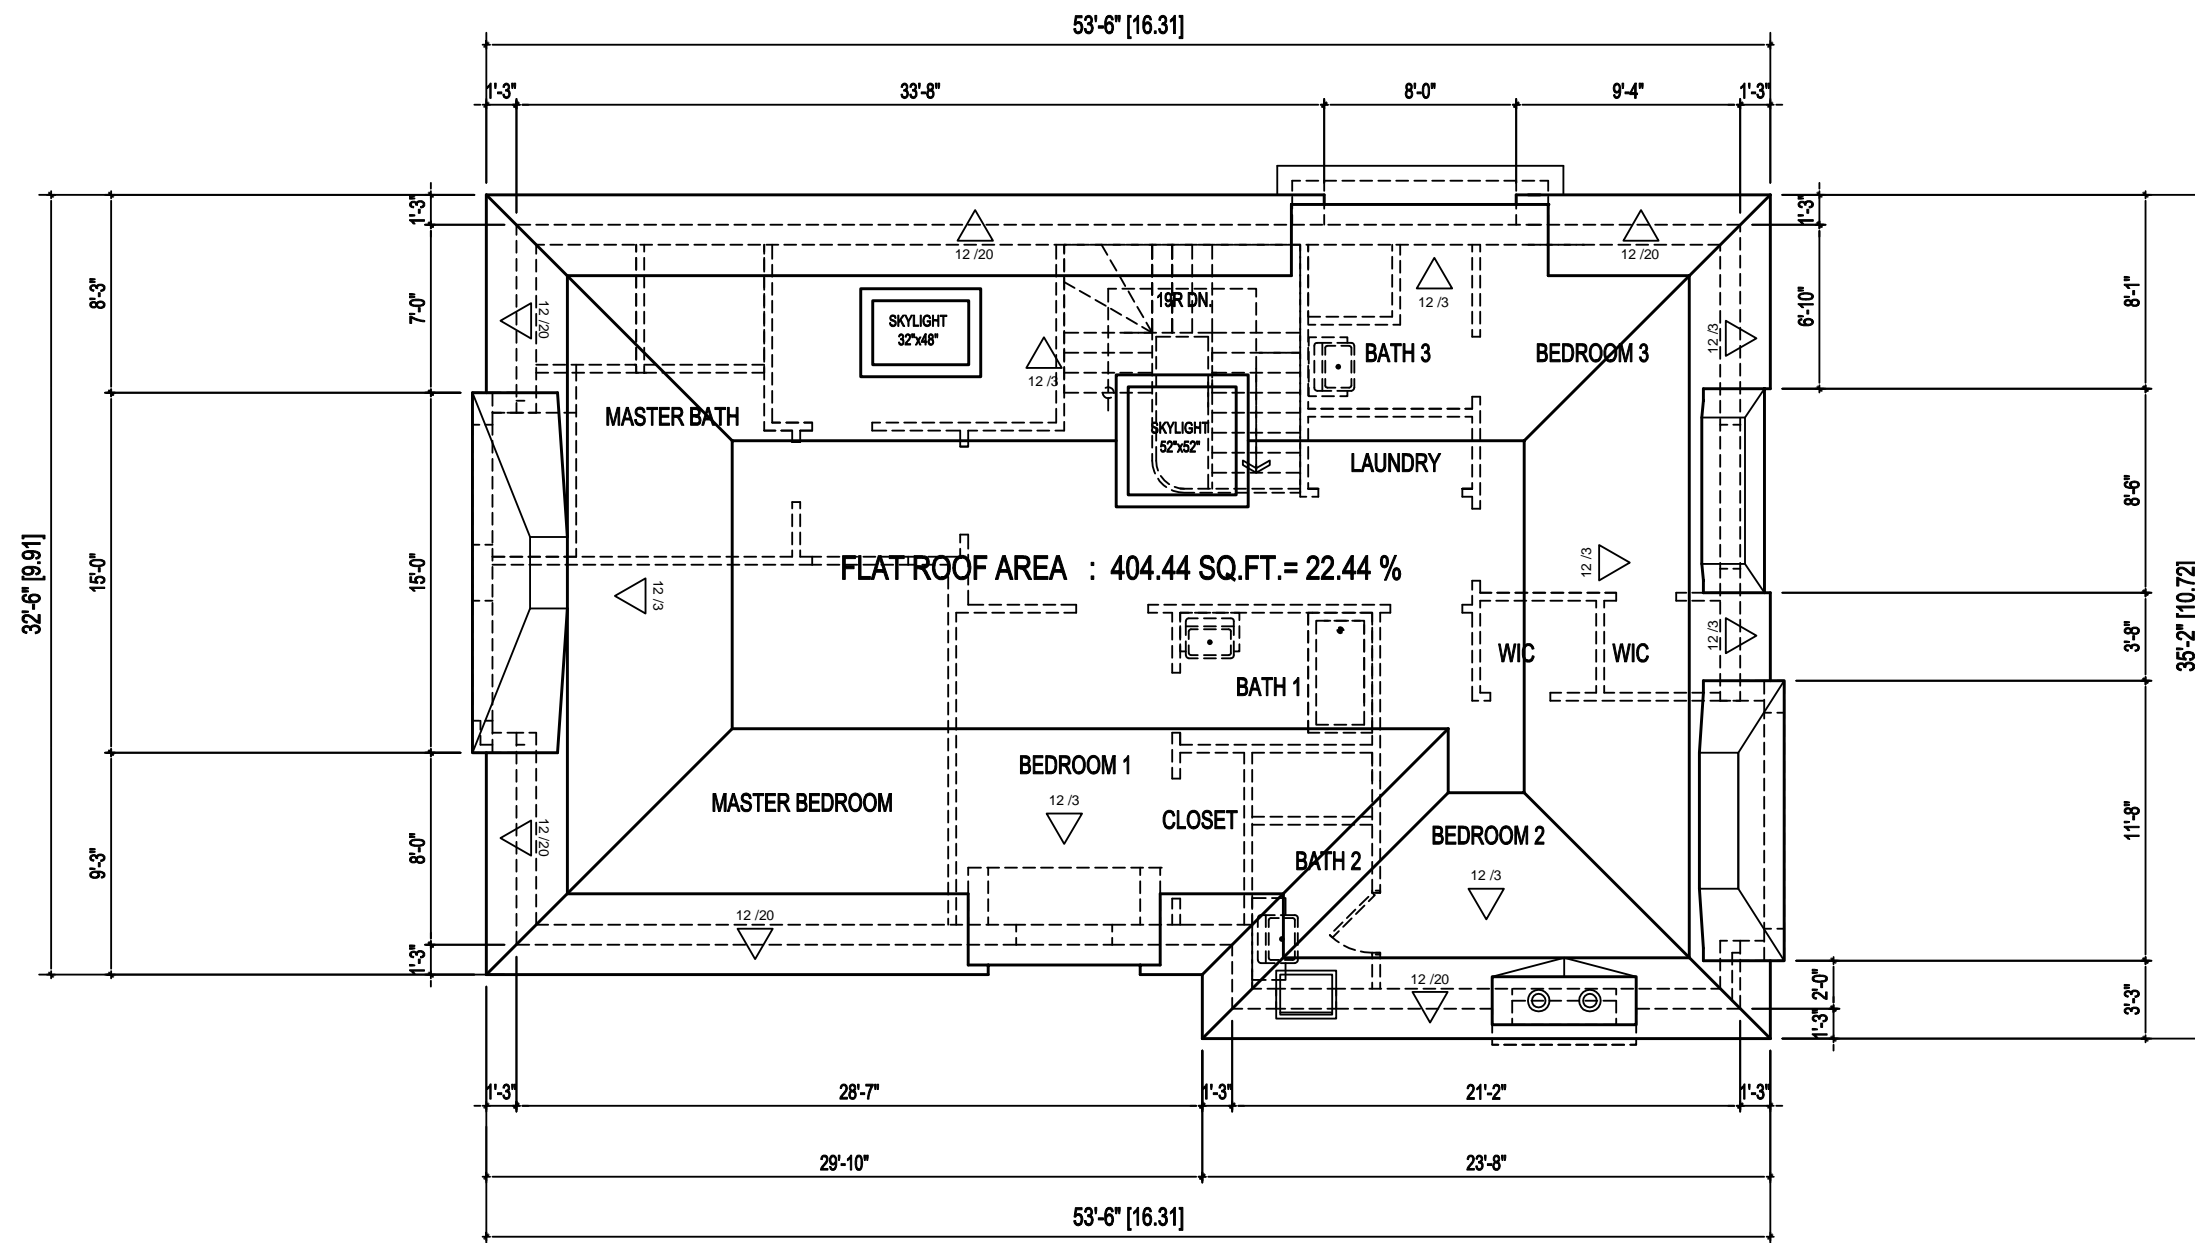 53'-6" [16.31]
1'-3"
33'-8"
8'-0"
9'-4"
1'-3"
32'-6" [9.91]
8'-3"
15'-0"
9'-3"
1'-3"
7'-0"
15'-0"
8'-0"
1'-3"
12 /20
12 /20
12 /20
12 /3
19R DN.
SKYLIGHT
32"x48"
12 /3
BATH 3
BEDROOM 3
12 /3
MASTER BATH
SKYLIGHT
52"x52"
LAUNDRY
FLAT ROOF AREA : 404.44 SQ.FT.= 22.44 %
12 /3
12 /3
WIC
WIC
12 /3
BATH 1
BEDROOM 1
MASTER BEDROOM
12 /3
CLOSET
BEDROOM 2
BATH 2
12 /20
12 /3
12 /20
12 /20
1'-3"
6'-10"
2'-0"
1'-3"
8'-1"
8'-6"
3'-8"
11'-8"
3'-3"
35'-2" [10.72]
1'-3"
28'-7"
1'-3"
21'-2"
1'-3"
29'-10"
23'-8"
53'-6" [16.31]